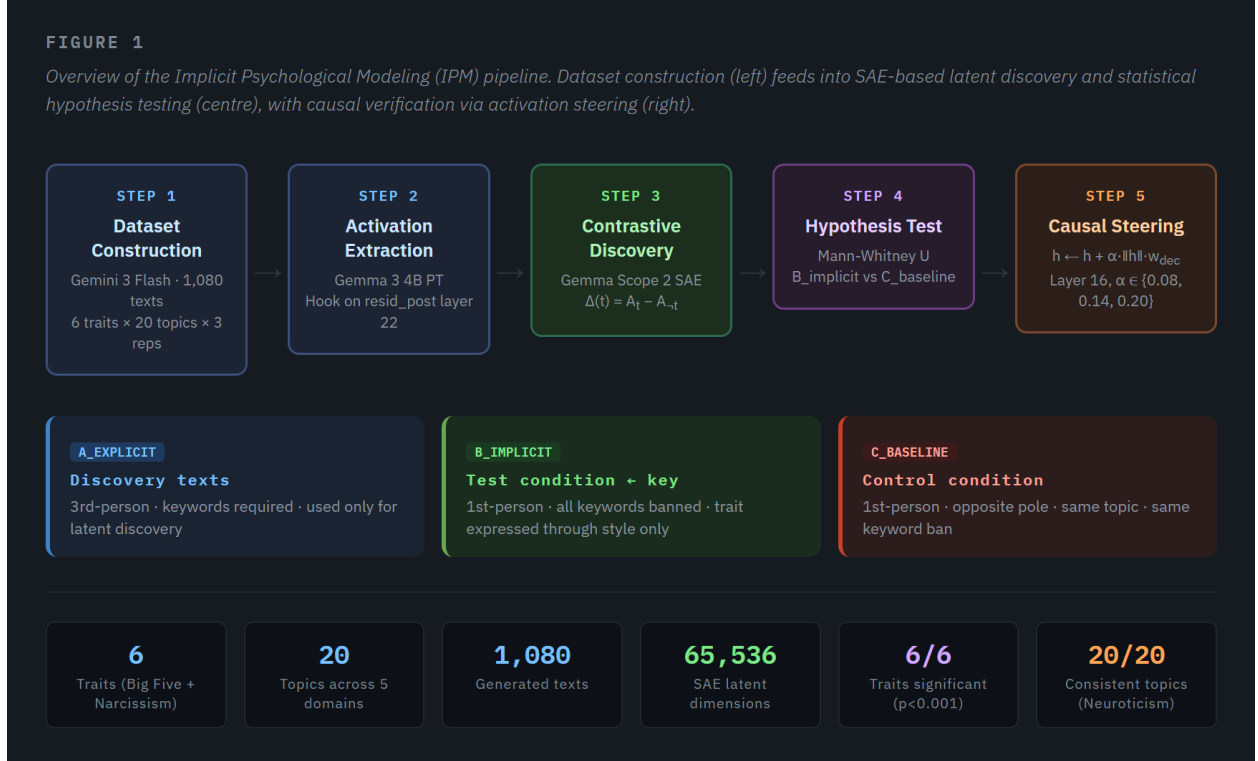 FIGURE 1
Overview of the Implicit Psychological Modeling (IPM) pipeline. Dataset construction (left) feeds into SAE-based latent discovery and statistical
hypothesis testing (centre), with causal verification via activation steering (right).
STEP 1
Dataset
Construction
Gemini 3 Flash · 1,080
texts
6 traits × 20 topics × 3
reps
→
STEP 2
Activation
Extraction
Gemma 3 4B PT
Hook on resid_post layer
22
→
STEP 3
Contrastive
Discovery
Gemma Scope 2 SAE
Δ(t) = Aₜ − A¬ₜ
→
STEP 4
Hypothesis Test
Mann-Whitney U
B_implicit vs C_baseline
→
STEP 5
Causal Steering
h ← h + α·‖h‖·w_dec
Layer 16, α ∈ {0.08,
0.14, 0.20}
A_EXPLICIT
Discovery texts
3rd-person · keywords required · used only for
latent discovery
B_IMPLICIT
Test condition ← key
1st-person · all keywords banned · trait
expressed through style only
C_BASELINE
Control condition
1st-person · opposite pole · same topic · same
keyword ban
6
Traits (Big Five +
Narcissism)
20
Topics across 5
domains
1,080
Generated texts
65,536
SAE latent
dimensions
6/6
Traits significant
(p<0.001)
20/20
Consistent topics
(Neuroticism)